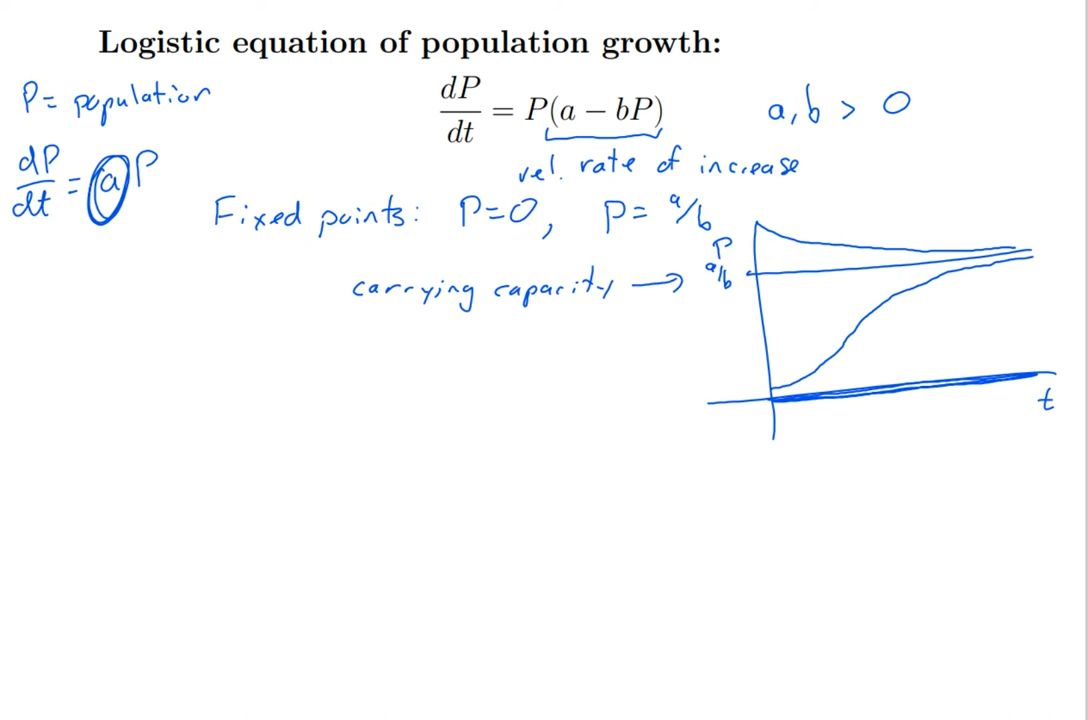 Logistic equation of population growth:
P = population
dP/dt = P(a − bP)
a, b > 0
dP/dt = aP
rel. rate of increase
Fixed points: P=0, P= a/b
carrying capacity →
P
a/b
t